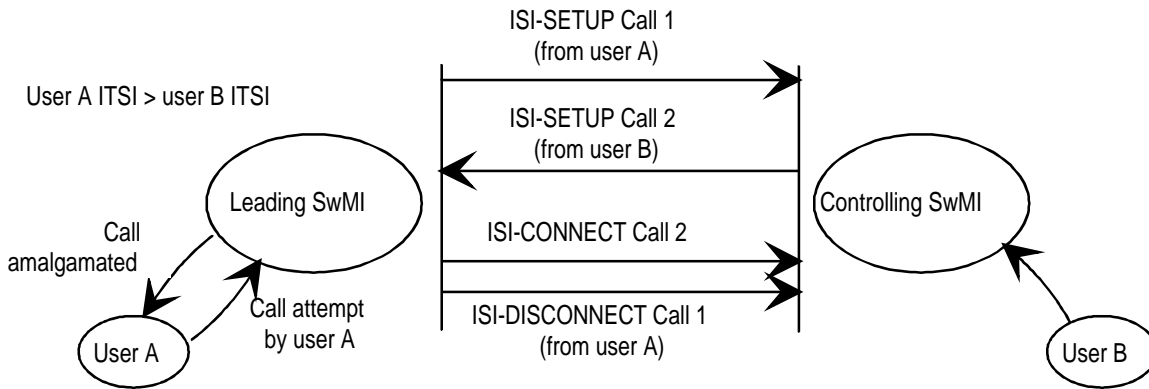 ISI-SETUP Call 1
(from user A)
User A ITSI > user B ITSI
ISI-SETUP Call 2
(from user B)
Leading SwMI
Controlling SwMI
Call
amalgamated
ISI-CONNECT Call 2
Call attempt
by user A
ISI-DISCONNECT Call 1
(from user A)
User A
User B